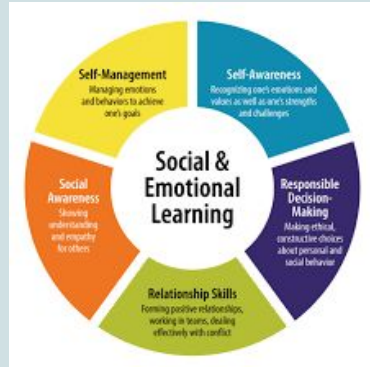 Self-Management
Managing emotions
and behaviors to achieve
one's goals
Self-Awareness
Recognizing one's emotions and
values as well as one's strengths
and challenges
Social &
Emotional
Learning
Social
Awareness
Showing
understanding
and empathy
for others
Responsible
Decision-
Making
Making ethical,
constructive choices
about personal and
social behavior
Relationship Skills
Forming positive relationships,
working in teams, dealing
effectively with conflict